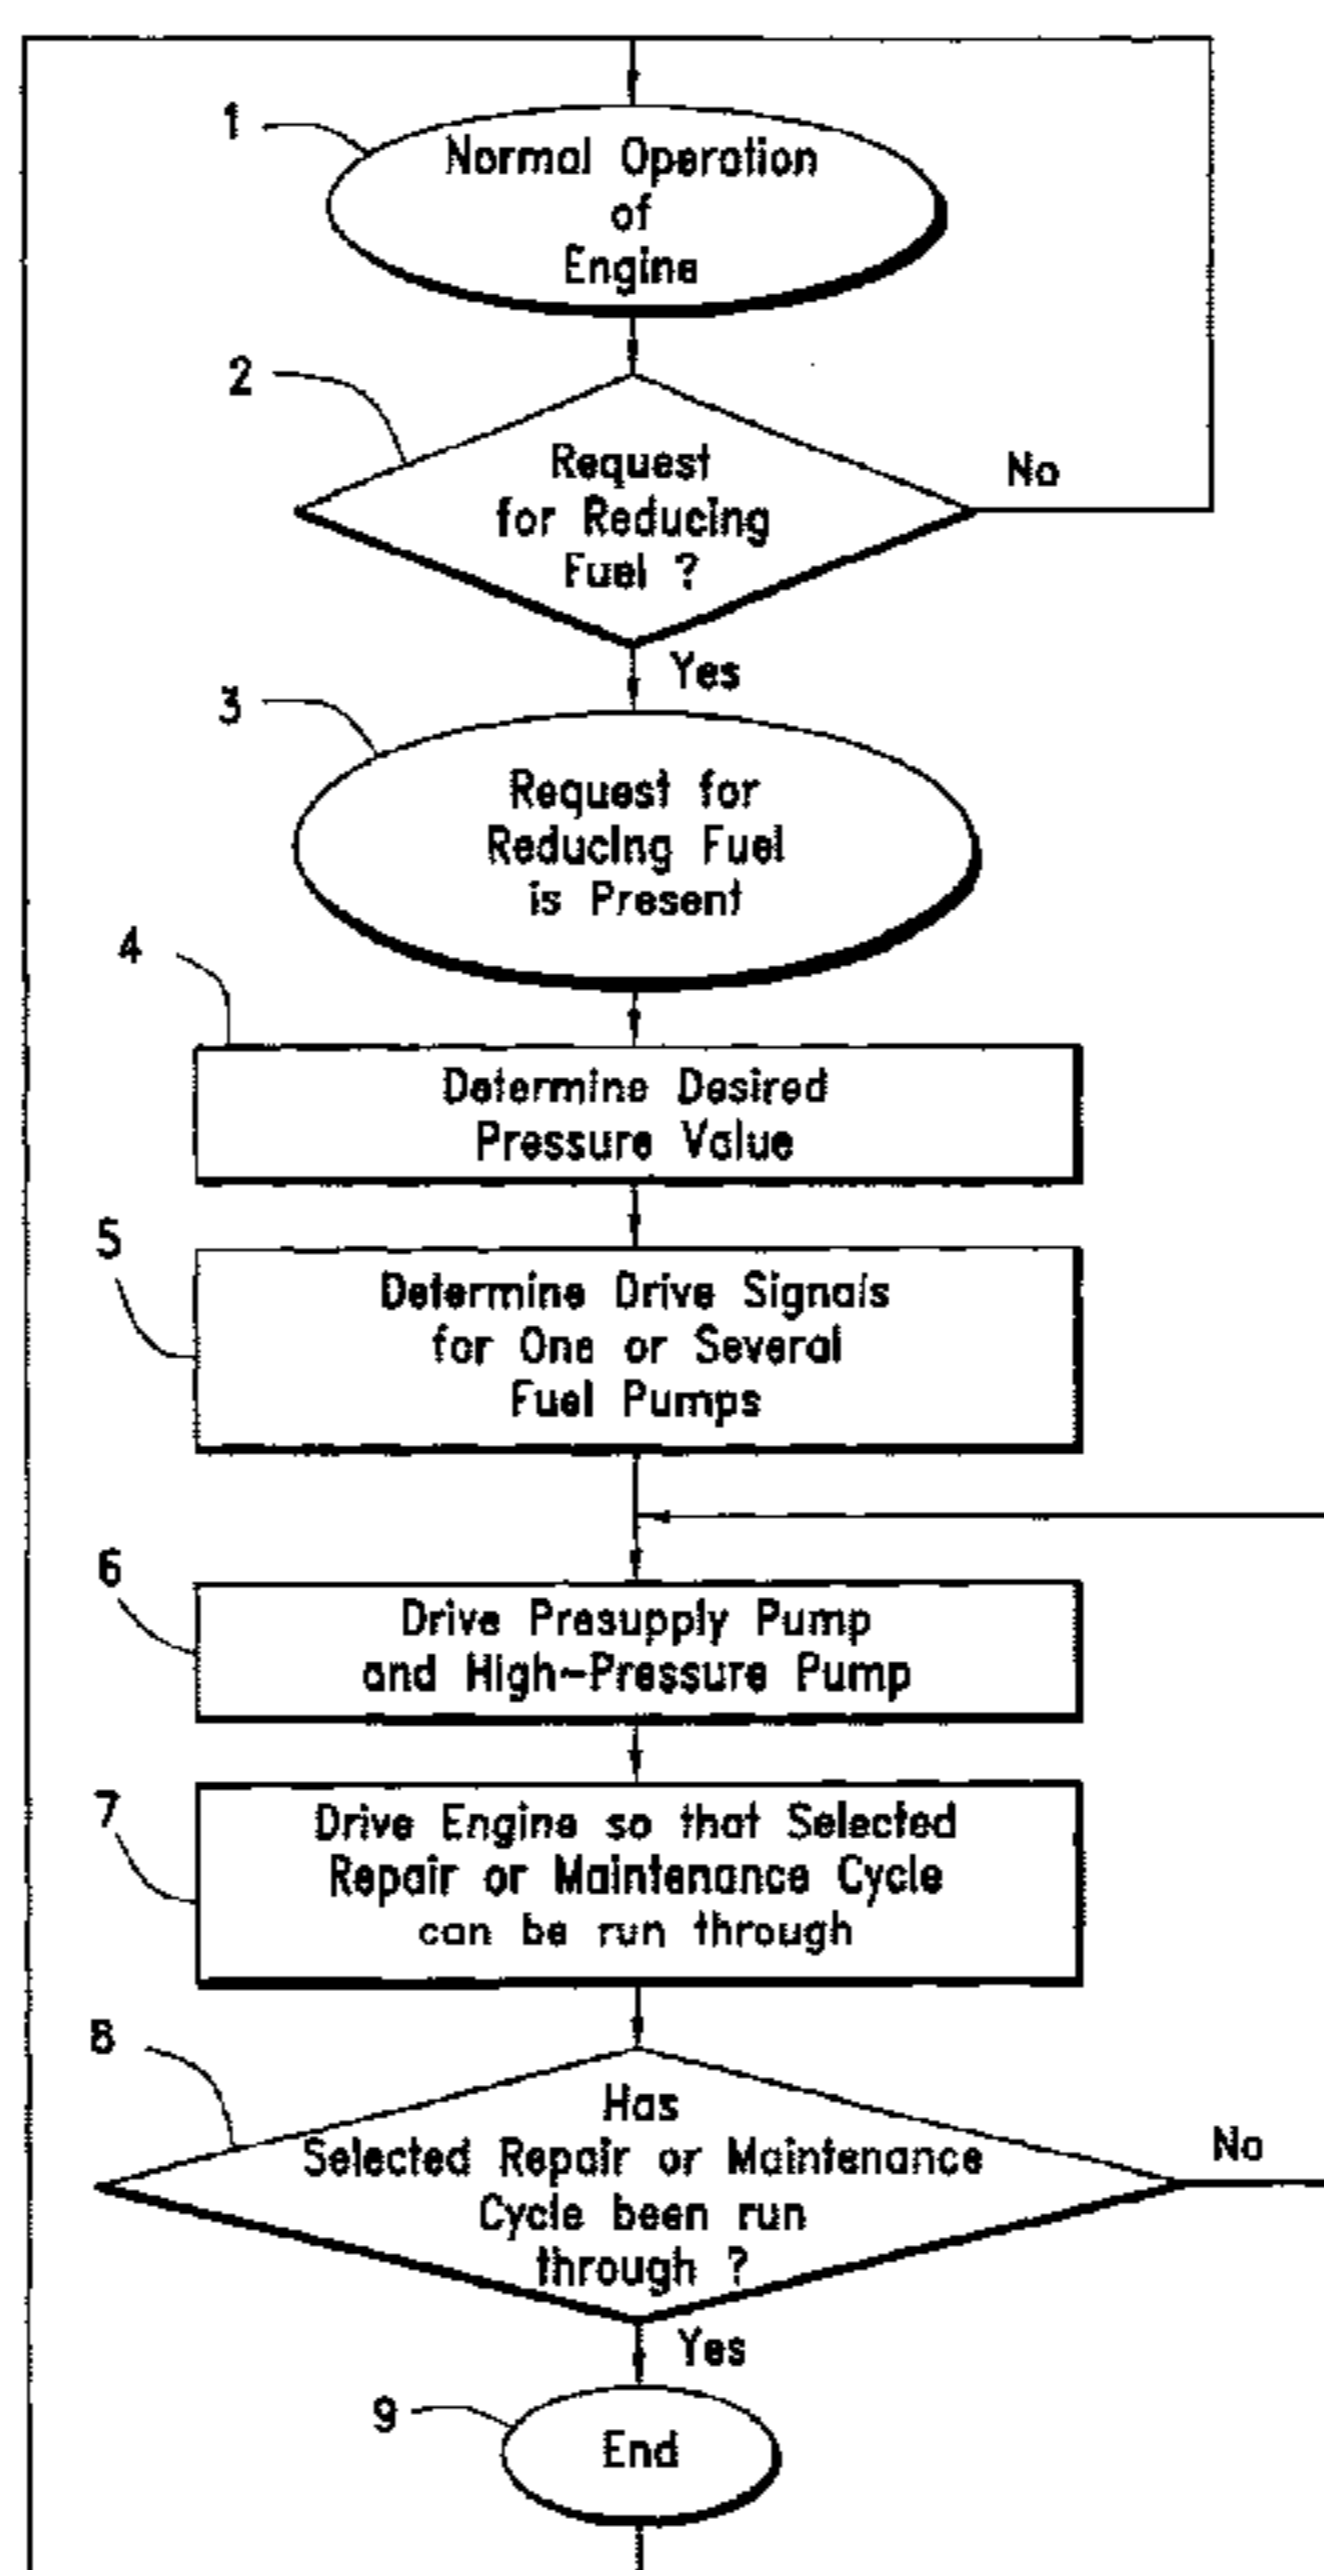 1
Normal Operation
of
Engine
2
Request
for Reducing
Fuel ?
No
Yes
3
Request for
Reducing Fuel
is Present
4
Determine Desired
Pressure Value
5
Determine Drive Signals
for One or Several
Fuel Pumps
6
Drive Presupply Pump
and High-Pressure Pump
7
Drive Engine so that Selected
Repair or Maintenance Cycle
can be run through
8
Has
Selected Repair or Maintenance
Cycle been run
through ?
No
Yes
9
End